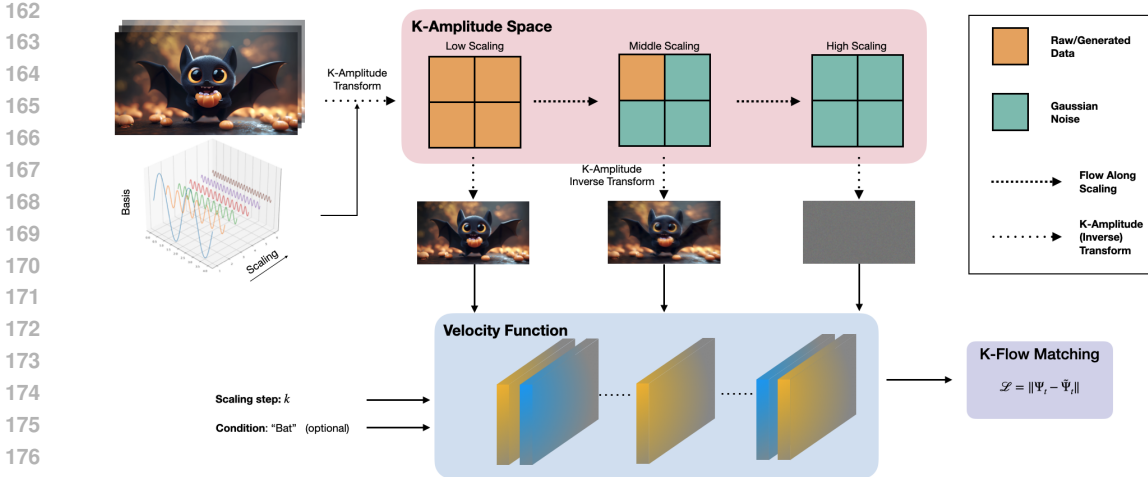 162
163
164
165
166
167
168
169
170
171
172
173
174
175
176
K-Amplitude Space
Low Scaling
Middle Scaling
High Scaling
K-Amplitude
Transform
K-Amplitude
Inverse Transform
Basis
Scaling
Raw/Generated
Data
Gaussian
Noise
Flow Along
Scaling
K-Amplitude
(Inverse)
Transform
Velocity Function
Scaling step: k
Condition: “Bat” (optional)
K-Flow Matching
ℒ = ||Ψ_t − Ψ̃_t||